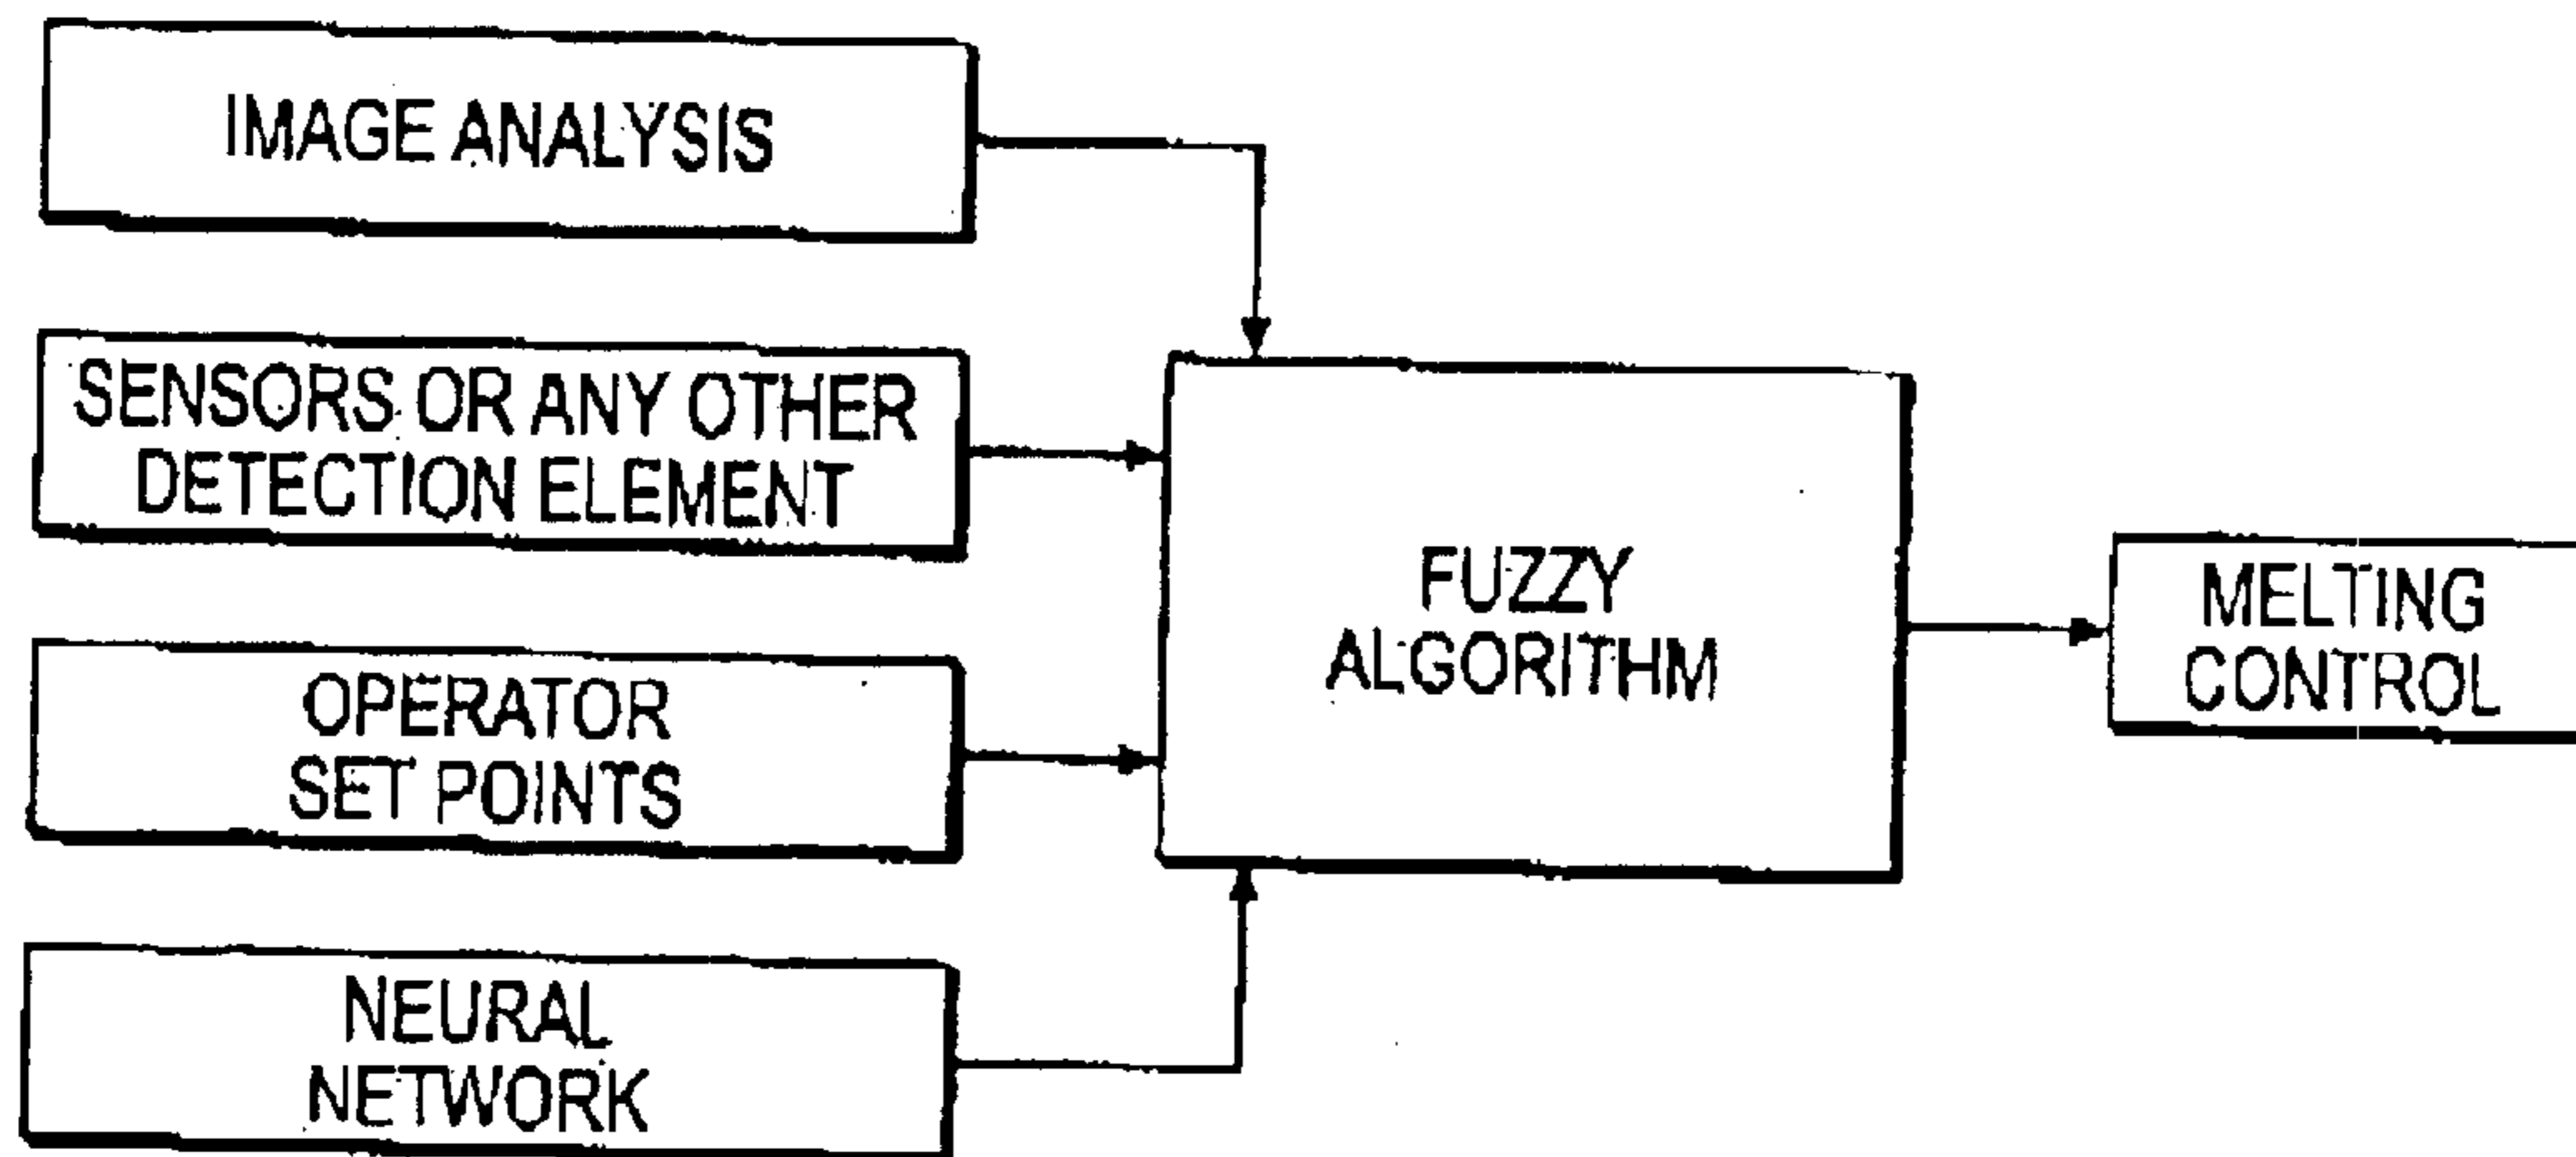 IMAGE ANALYSIS
SENSORS OR ANY OTHER
DETECTION ELEMENT
OPERATOR
SET POINTS
NEURAL
NETWORK
FUZZY
ALGORITHM
MELTING
CONTROL